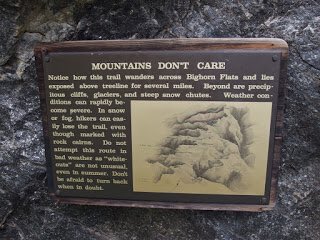 MOUNTAINS DON'T CARE
Notice how this trail wanders across Bighorn Flats and lies
exposed above treeline for several miles. Beyond are precip-
itous cliffs, glaciers, and steep snow chutes. Weather con-
ditions can rapidly be-
come severe. In snow
or fog, hikers can eas-
ily lose the trail, even
though marked with
rock cairns. Do not
attempt this route in
bad weather as "white-
outs" are not unusual
even in summer. Don't
be afraid to turn back
when in doubt.